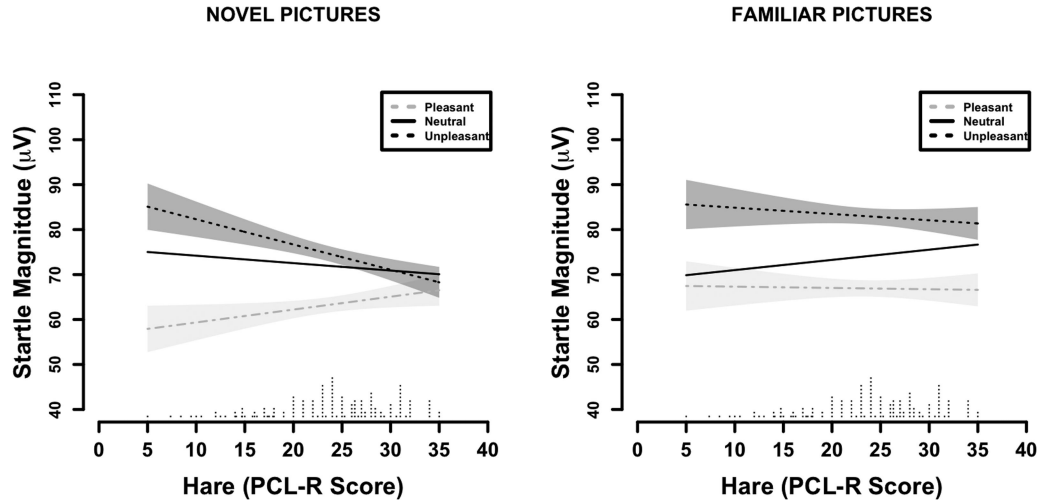 NOVEL PICTURES
Startle Magnitdue (μV)
110
100
90
80
70
60
50
40
Pleasant
Neutral
Unpleasant
0 5 10 15 20 25 30 35 40
Hare (PCL-R Score)
FAMILIAR PICTURES
Startle Magnitude (μV)
110
100
90
80
70
60
50
40
Pleasant
Neutral
Unpleasant
0 5 10 15 20 25 30 35 40
Hare (PCL-R Score)